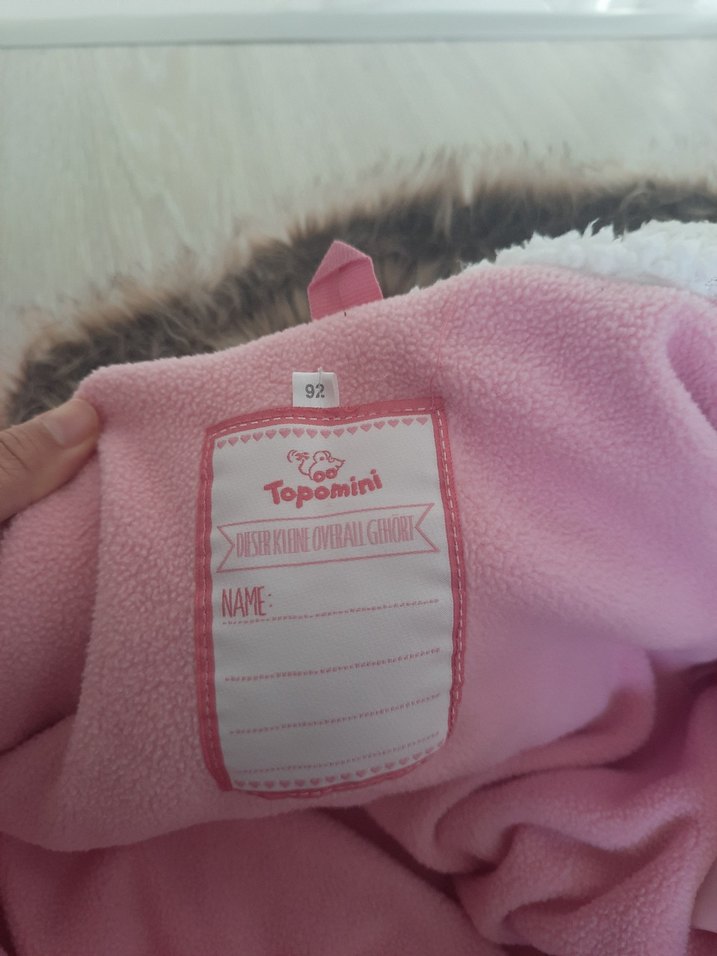 92
Topomini
DIESER KLEINE OVERALL GEHÖRT
NAME: